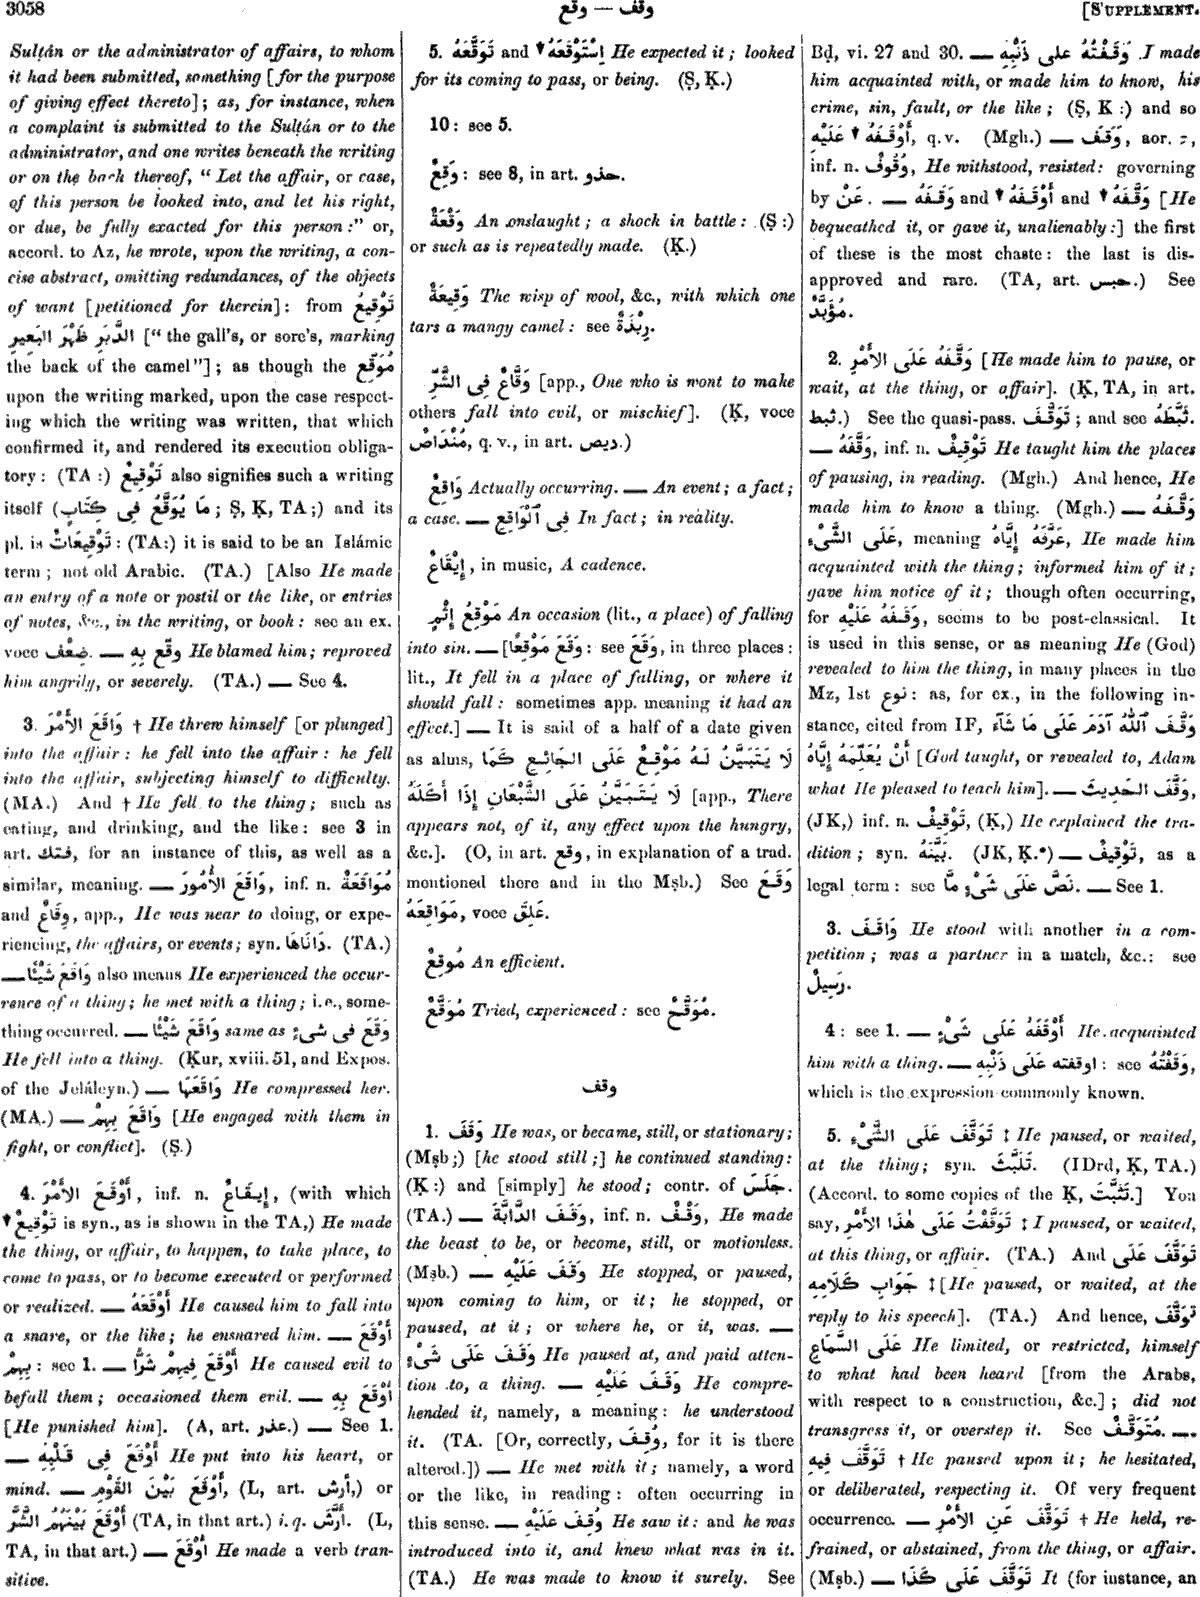 3058
وقع — وقف
[SUPPLEMENT.
Sulṭán or the administrator of affairs, to whom
it had been submitted, something [for the purpose
of giving effect thereto]; as, for instance, when
a complaint is submitted to the Sulṭán or to the
administrator, and one writes beneath the writing
or on the back thereof, “Let the affair, or case,
of this person be looked into, and let his right,
or due, be fully exacted for this person:” or,
accord. to Az, he wrote, upon the writing, a con-
cise abstract, omitting redundances, of the objects
of want [petitioned for therein]: from تَوْقِيعُ
الدَّبَرِ ظَهْرَ البَعِيرِ [“the gall's, or sore's, marking
the back of the camel”]; as though the مُوَقِّع
upon the writing marked, upon the case respect-
ing which the writing was written, that which
confirmed it, and rendered its execution obliga-
tory: (TA:) تَوْقِيعٌ also signifies such a writing
itself (مَا يُوَقَّعُ فِى كِتَابٍ; Ṣ, Ḳ, TA;) and its
pl. is تَوْقِيعَاتٌ: (TA:) it is said to be an Islámic
term; not old Arabic. (TA.) [Also He made
an entry of a note or postil or the like, or entries
of notes, &c., in the writing, or book: see an ex.
voce ضِعْف. — وقّع بِهِ He blamed him; reproved
him angrily, or severely. (TA.) — See 4.
3. وَاقَعَ الأَمْرَ † He threw himself [or plunged]
into the affair: he fell into the affair: he fell
into the affair, subjecting himself to difficulty.
(MA.) And † He fell to the thing; such as
eating, and drinking, and the like: see 3 in
art. فتك, for an instance of this, as well as a
similar, meaning. — وَاقَعَ الأُمُورَ, inf. n. مُوَاقَعَةٌ
and وِقَاعٌ, app., He was near to doing, or expe-
riencing, the affairs, or events; syn. دَانَاهَا. (TA.)
— وَاقَعَ شَيْئًا also means He experienced the occur-
rence of a thing; he met with a thing; i.e., some-
thing occurred. — وَاقَعَ شَيْئًا same as وَقَعَ فى شىءٍ
He fell into a thing. (Ḳur, xviii. 51, and Expos.
of the Jeláleyn.) — وَاقَعَهَا He compressed her.
(MA.) — وَاقَعَ بِهِمْ [He engaged with them in
fight, or conflict]. (Ṣ.)
4. أَوْقَعَ الأَمْرَ, inf. n. إِيقَاعٌ, (with which
▼ تَوْقِيعٌ is syn., as is shown in the TA,) He made
the thing, or affair, to happen, to take place, to
come to pass, or to become executed or performed
or realized. — أَوْقَعَهُ He caused him to fall into
a snare, or the like; he ensnared him. — أَوْقَعَ
بِهِمْ: see 1. — أَوْقَعَ فِيهِمْ شَرًّا He caused evil to
befall them; occasioned them evil. — أَوْقَعَ بِهِ
[He punished him]. (A, art. عذر.) — See 1.
— أَوْقَعَ فِى قَلْبِهِ He put into his heart, or
mind. — أَوْقَعَ بَيْنَ القَوْمِ, (L, art. أرش,) or
أَوْقَعَ بَيْنَهُمُ الشَّرَّ (TA, in that art.) i. q. أَرَّشَ. (L,
TA, in that art.) — أَوْقَعَ He made a verb tran-
sitive.
5. تَوَقَّعَهُ and ▼ اِسْتَوْقَعَهُ He expected it; looked
for its coming to pass, or being. (Ṣ, Ḳ.)
10: see 5.
وَقِعٌ: see 8, in art. حذو.
وَقْعَةٌ An onslaught; a shock in battle: (Ṣ:)
or such as is repeatedly made. (Ḳ.)
وَقِيعَةٌ The wisp of wool, &c., with which one
tars a mangy camel: see رِبْذَةٌ.
وَقَّاعٌ فِى الشَّرِّ [app., One who is wont to make
others fall into evil, or mischief]. (Ḳ, voce
مُنْدَاصٌ, q. v., in art. ديص.)
وَاقِعٌ Actually occurring. — An event; a fact;
a case. — فِى ٱلْوَاقِعِ In fact; in reality.
إِيْقَاعٌ, in music, A cadence.
مَوْقِعُ إِثْمٍ An occasion (lit., a place) of falling
into sin. — [وَقَعَ مَوْقِعًا: see وَقَعَ, in three places:
lit., It fell in a place of falling, or where it
should fall: sometimes app. meaning it had an
effect.] — It is said of a half of a date given
as alms, لَا يَتَبَيَّنُ لَهُ مَوْقِعٌ عَلَى الجَائِعِ كَمَا
لَا يَتَبَيَّنُ عَلَى الشَّبْعَانِ إِذَا أَكَلَهُ [app., There
appears not, of it, any effect upon the hungry,
&c.]. (O, in art. وقع, in explanation of a trad.
mentioned there and in the Mṣb.) See وَقَعَ
مَوَاقِعَهُ, voce عَلِقَ.
مُوقِعٌ An efficient.
مُوَقَّعٌ Tried, experienced: see مُوَقَّحٌ.
وقف
1. وَقَفَ He was, or became, still, or stationary;
(Mṣb;) [he stood still;] he continued standing:
(Ḳ:) and [simply] he stood; contr. of جَلَسَ.
(TA.) — وَقَفَ الدَّابَّةَ, inf. n. وَقْفٌ, He made
the beast to be, or become, still, or motionless.
(Mṣb.) — وَقَفَ عَلَيْهِ He stopped, or paused,
upon coming to him, or it; he stopped, or
paused, at it; or where he, or it, was. —
وَقَفَ عَلَى شَىْءٍ He paused at, and paid atten-
tion to, a thing. — وَقَفَ عَلَيْهِ He compre-
hended it, namely, a meaning: he understood
it. (TA. [Or, correctly, وُقِفَ, for it is there
altered.]) — He met with it; namely, a word
or the like, in reading: often occurring in
this sense. — وُقِفَ عَلَيْهِ He saw it: and he was
introduced into it, and knew what was in it.
(TA.) He was made to know it surely. See
Bḍ, vi. 27 and 30. — وَقَفْتُهُ على ذَنْبِهِ I made
him acquainted with, or made him to know, his
crime, sin, fault, or the like; (Ṣ, K:) and so
أَوْقَفَهُ ▼ عَلَيْهِ, q. v. (Mgh.) — وَقَفَ, aor. ـِ,
inf. n. وُقُوفٌ, He withstood, resisted: governing
by عَنْ. — وَقَفَهُ and ▼ أَوْقَفَهُ and ▼ وَقَّفَهُ [He
bequeathed it, or gave it, unalienably:] the first
of these is the most chaste: the last is dis-
approved and rare. (TA, art. حبس.) See
مُؤَبَّدٌ.
2. وَقَّفَهُ عَلَى الأَمْرِ [He made him to pause, or
wait, at the thing, or affair]. (Ḳ, TA, in art.
ثبط.) See the quasi-pass. تَوَقَّفَ; and see ثَبَّطَهُ.
— وَقَّفَهُ, inf. n. تَوْقِيفٌ He taught him the places
of pausing, in reading. (Mgh.) And hence, He
made him to know a thing. (Mgh.) — وَقَّفَهُ
عَلَى الشَّىْءِ, meaning عَرَّفَهُ إِيَّاهُ, He made him
acquainted with the thing; informed him of it;
gave him notice of it; though often occurring,
for وَقَفَهُ عَلَيْهِ, seems to be post-classical. It
is used in this sense, or as meaning He (God)
revealed to him the thing, in many places in the
Mz, 1st نوع: as, for ex., in the following in-
stance, cited from IF, وَقَّفَ ٱللّٰهُ آدَمَ عَلَى مَا شَآءَ
أَنْ يُعَلِّمَهُ إِيَّاهُ [God taught, or revealed to, Adam
what He pleased to teach him]. — وَقَّفَ الحَدِيثَ,
(JK,) inf. n. تَوْقِيفٌ, (Ḳ,) He explained the tra-
dition; syn. بَيَّنَهُ. (JK, Ḳ.*) — تَوْقِيفٌ, as a
legal term: see نَصَّ عَلَى شَىْءٍ مَّا. — See 1.
3. وَاقَفَ He stood with another in a com-
petition; was a partner in a match, &c.: see
رَسِيلٌ.
4: see 1. — أَوْقَفَهُ عَلَى شَىْءٍ He acquainted
him with a thing. — اوقفته عَلَى ذَنْبِهِ: see وَقَفْتُهُ,
which is the expression commonly known.
5. تَوَقَّفَ عَلَى الشَّىْءِ ‡ He paused, or waited,
at the thing; syn. تَلَبَّثَ. (IDrd, Ḳ, TA.)
(Accord. to some copies of the Ḳ, تَثَبَّتَ.] You
say, تَوَقَّفْتُ عَلَى هٰذَا الأَمْرِ ‡ I paused, or waited,
at this thing, or affair. (TA.) And تَوَقَّفَ عَلَى
جَوَابِ كَلَامِهِ ‡ [He paused, or waited, at the
reply to his speech]. (TA.) And hence, تَوَقَّفَ
عَلَى السَّمَاعِ He limited, or restricted, himself
to what had been heard [from the Arabs,
with respect to a construction, &c.]; did not
transgress it, or overstep it. See مُتَوَقِّفٌ. —
تَوَقَّفَ فِيهِ † He paused upon it; he hesitated,
or deliberated, respecting it. Of very frequent
occurrence. — تَوَقَّفَ عَنِ الأَمْرِ † He held, re-
frained, or abstained, from the thing, or affair.
(Mṣb.) — تَوَقَّفَ عَلَى كَذَا It (for instance, an